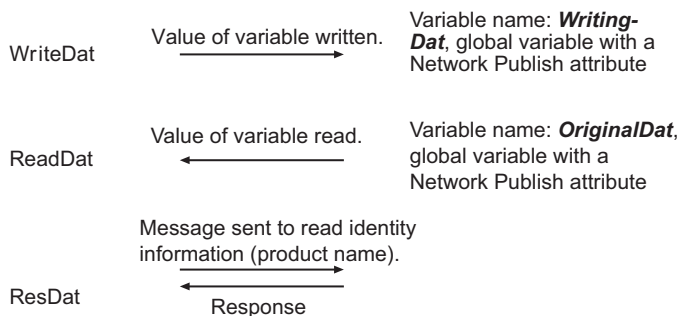 WriteDat
Value of variable written.
Variable name: Writing-
Dat, global variable with a
Network Publish attribute
ReadDat
Value of variable read.
Variable name: OriginalDat,
global variable with a
Network Publish attribute
Message sent to read identity
information (product name).
ResDat
Response